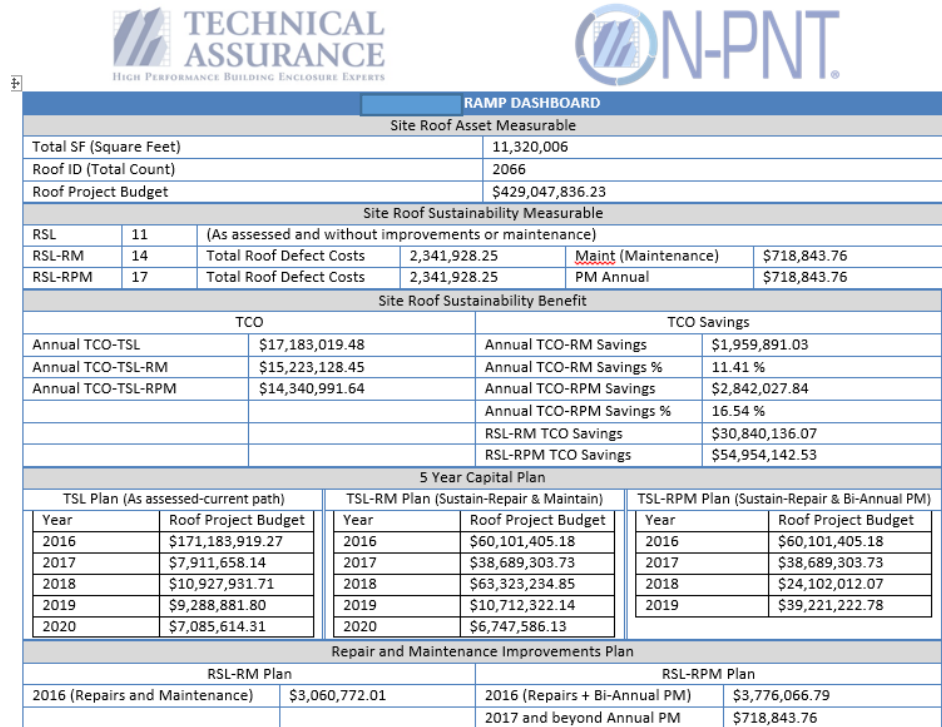 TECHNICAL
ASSURANCE
HIGH PERFORMANCE BUILDING ENCLOSURE EXPERTS
ON-PNT®
RAMP DASHBOARD
Site Roof Asset Measurable
Total SF (Square Feet) 11,320,006
Roof ID (Total Count) 2066
Roof Project Budget $429,047,836.23
Site Roof Sustainability Measurable
RSL 11 (As assessed and without improvements or maintenance)
RSL-RM 14 Total Roof Defect Costs 2,341,928.25 Maint (Maintenance) $718,843.76
RSL-RPM 17 Total Roof Defect Costs 2,341,928.25 PM Annual $718,843.76
Site Roof Sustainability Benefit
TCO TCO Savings
Annual TCO-TSL $17,183,019.48 Annual TCO-RM Savings $1,959,891.03
Annual TCO-TSL-RM $15,223,128.45 Annual TCO-RM Savings % 11.41 %
Annual TCO-TSL-RPM $14,340,991.64 Annual TCO-RPM Savings $2,842,027.84
Annual TCO-RPM Savings % 16.54 %
RSL-RM TCO Savings $30,840,136.07
RSL-RPM TCO Savings $54,954,142.53
5 Year Capital Plan
TSL Plan (As assessed-current path) TSL-RM Plan (Sustain-Repair & Maintain) TSL-RPM Plan (Sustain-Repair & Bi-Annual PM)
Year Roof Project Budget Year Roof Project Budget Year Roof Project Budget
2016 $171,183,919.27 2016 $60,101,405.18 2016 $60,101,405.18
2017 $7,911,658.14 2017 $38,689,303.73 2017 $38,689,303.73
2018 $10,927,931.71 2018 $63,323,234.85 2018 $24,102,012.07
2019 $9,288,881.80 2019 $10,712,322.14 2019 $39,221,222.78
2020 $7,085,614.31 2020 $6,747,586.13
Repair and Maintenance Improvements Plan
RSL-RM Plan RSL-RPM Plan
2016 (Repairs and Maintenance) $3,060,772.01 2016 (Repairs + Bi-Annual PM) $3,776,066.79
2017 and beyond Annual PM $718,843.76